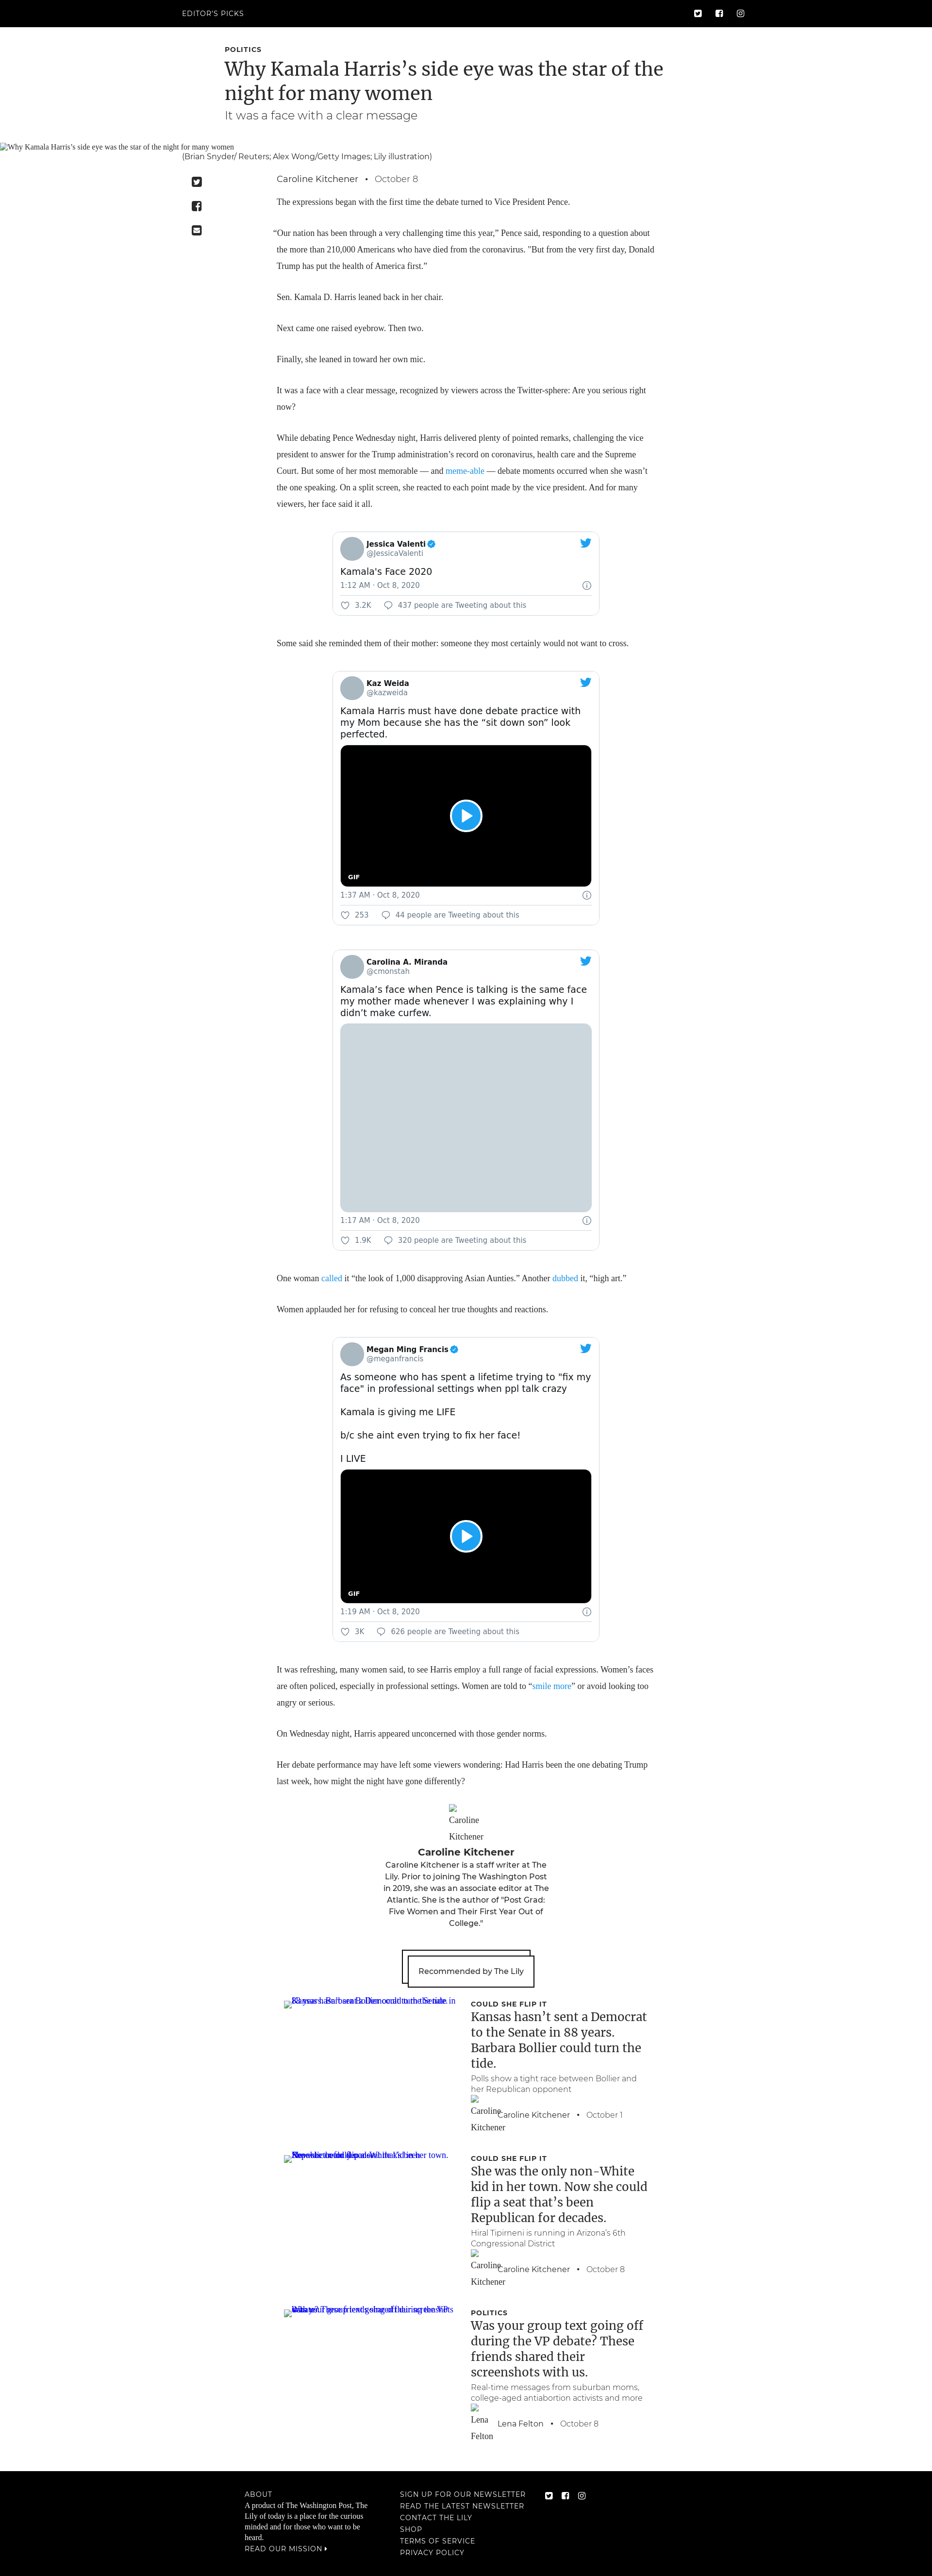 EDITOR'S PICKS
POLITICS
Why Kamala Harris’s side eye was the star of the
night for many women
It was a face with a clear message
Why Kamala Harris’s side eye was the star of the night for many women
(Brian Snyder/ Reuters; Alex Wong/Getty Images; Lily illustration)
Caroline Kitchener • October 8
The expressions began with the first time the debate turned to Vice President Pence.
“Our nation has been through a very challenging time this year,” Pence said, responding to a question about
the more than 210,000 Americans who have died from the coronavirus. "But from the very first day, Donald
Trump has put the health of America first.”
Sen. Kamala D. Harris leaned back in her chair.
Next came one raised eyebrow. Then two.
Finally, she leaned in toward her own mic.
It was a face with a clear message, recognized by viewers across the Twitter-sphere: Are you serious right
now?
While debating Pence Wednesday night, Harris delivered plenty of pointed remarks, challenging the vice
president to answer for the Trump administration’s record on coronavirus, health care and the Supreme
Court. But some of her most memorable — and meme-able — debate moments occurred when she wasn’t
the one speaking. On a split screen, she reacted to each point made by the vice president. And for many
viewers, her face said it all.
Jessica Valenti
@JessicaValenti
Kamala's Face 2020
1:12 AM · Oct 8, 2020
3.2K 437 people are Tweeting about this
Some said she reminded them of their mother: someone they most certainly would not want to cross.
Kaz Weida
@kazweida
Kamala Harris must have done debate practice with
my Mom because she has the “sit down son” look
perfected.
GIF
1:37 AM · Oct 8, 2020
253 44 people are Tweeting about this
Carolina A. Miranda
@cmonstah
Kamala’s face when Pence is talking is the same face
my mother made whenever I was explaining why I
didn’t make curfew.
1:17 AM · Oct 8, 2020
1.9K 320 people are Tweeting about this
One woman called it “the look of 1,000 disapproving Asian Aunties.” Another dubbed it, “high art.”
Women applauded her for refusing to conceal her true thoughts and reactions.
Megan Ming Francis
@meganfrancis
As someone who has spent a lifetime trying to "fix my
face" in professional settings when ppl talk crazy
Kamala is giving me LIFE
b/c she aint even trying to fix her face!
I LIVE
GIF
1:19 AM · Oct 8, 2020
3K 626 people are Tweeting about this
It was refreshing, many women said, to see Harris employ a full range of facial expressions. Women’s faces
are often policed, especially in professional settings. Women are told to “smile more” or avoid looking too
angry or serious.
On Wednesday night, Harris appeared unconcerned with those gender norms.
Her debate performance may have left some viewers wondering: Had Harris been the one debating Trump
last week, how might the night have gone differently?
Caroline
Kitchener
Caroline Kitchener
Caroline Kitchener is a staff writer at The
Lily. Prior to joining The Washington Post
in 2019, she was an associate editor at The
Atlantic. She is the author of "Post Grad:
Five Women and Their First Year Out of
College."
Recommended by The Lily
COULD SHE FLIP IT
Kansas hasn’t sent a Democrat
to the Senate in 88 years.
Barbara Bollier could turn the
tide.
Polls show a tight race between Bollier and
her Republican opponent
Caroline
Kitchener
Caroline Kitchener • October 1
COULD SHE FLIP IT
She was the only non-White
kid in her town. Now she could
flip a seat that’s been
Republican for decades.
Hiral Tipirneni is running in Arizona’s 6th
Congressional District
Caroline
Kitchener
Caroline Kitchener • October 8
POLITICS
Was your group text going off
during the VP debate? These
friends shared their
screenshots with us.
Real-time messages from suburban moms,
college-aged antiabortion activists and more
Lena
Felton
Lena Felton • October 8
ABOUT
A product of The Washington Post, The
Lily of today is a place for the curious
minded and for those who want to be
heard.
READ OUR MISSION
SIGN UP FOR OUR NEWSLETTER
READ THE LATEST NEWSLETTER
CONTACT THE LILY
SHOP
TERMS OF SERVICE
PRIVACY POLICY